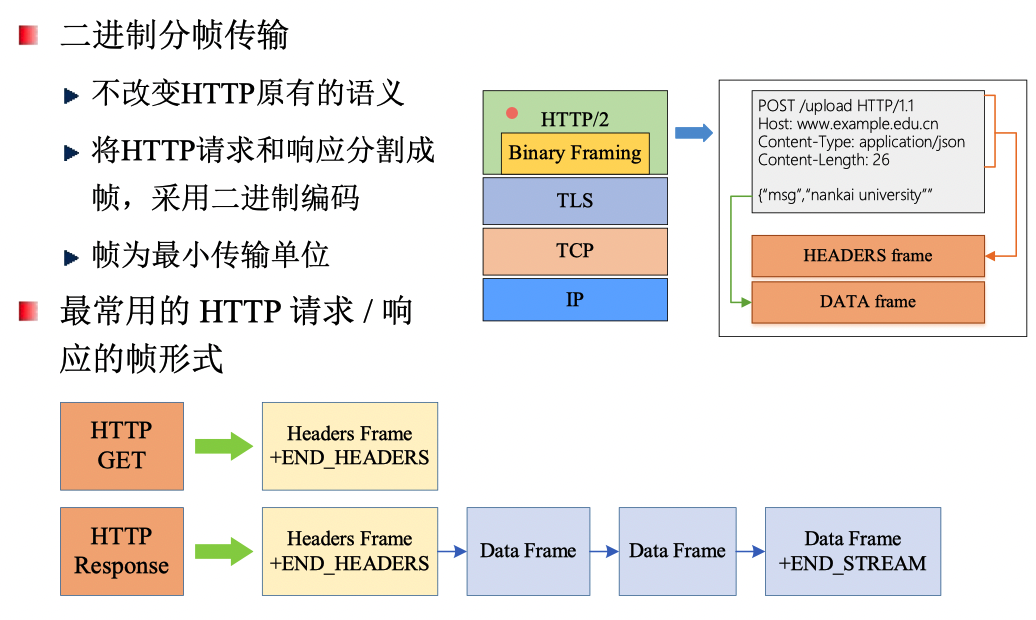 二进制分帧传输
不改变HTTP原有的语义
将HTTP请求和响应分割成
帧，采用二进制编码
帧为最小传输单位
最常用的 HTTP 请求 / 响
应的帧形式
HTTP/2
Binary Framing
TLS
TCP
IP
POST /upload HTTP/1.1
Host: www.example.edu.cn
Content-Type: application/json
Content-Length: 26
{“msg”,“nankai university””
HEADERS frame
DATA frame
HTTP
GET
Headers Frame
+END_HEADERS
HTTP
Response
Headers Frame
+END_HEADERS
Data Frame
Data Frame
Data Frame
+END_STREAM